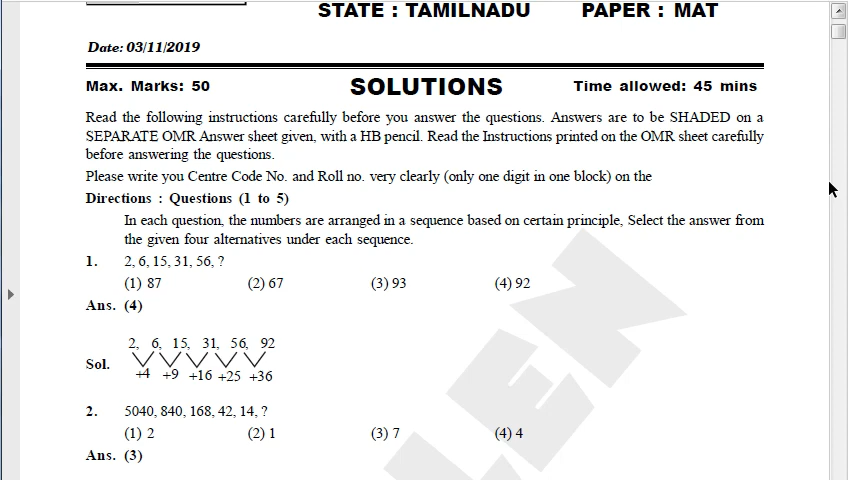 STATE : TAMILNADU PAPER : MAT
Date: 03/11/2019
Max. Marks: 50 SOLUTIONS Time allowed: 45 mins
Read the following instructions carefully before you answer the questions. Answers are to be SHADED on a
SEPARATE OMR Answer sheet given, with a HB pencil. Read the Instructions printed on the OMR sheet carefully
before answering the questions.
Please write you Centre Code No. and Roll no. very clearly (only one digit in one block) on the
Directions : Questions (1 to 5)
In each question, the numbers are arranged in a sequence based on certain principle, Select the answer from
the given four alternatives under each sequence.
1. 2, 6, 15, 31, 56, ?
(1) 87 (2) 67 (3) 93 (4) 92
Ans. (4)
2, 6, 15, 31, 56, 92
Sol.
+4 +9 +16 +25 +36
2. 5040, 840, 168, 42, 14, ?
(1) 2 (2) 1 (3) 7 (4) 4
Ans. (3)
LEN